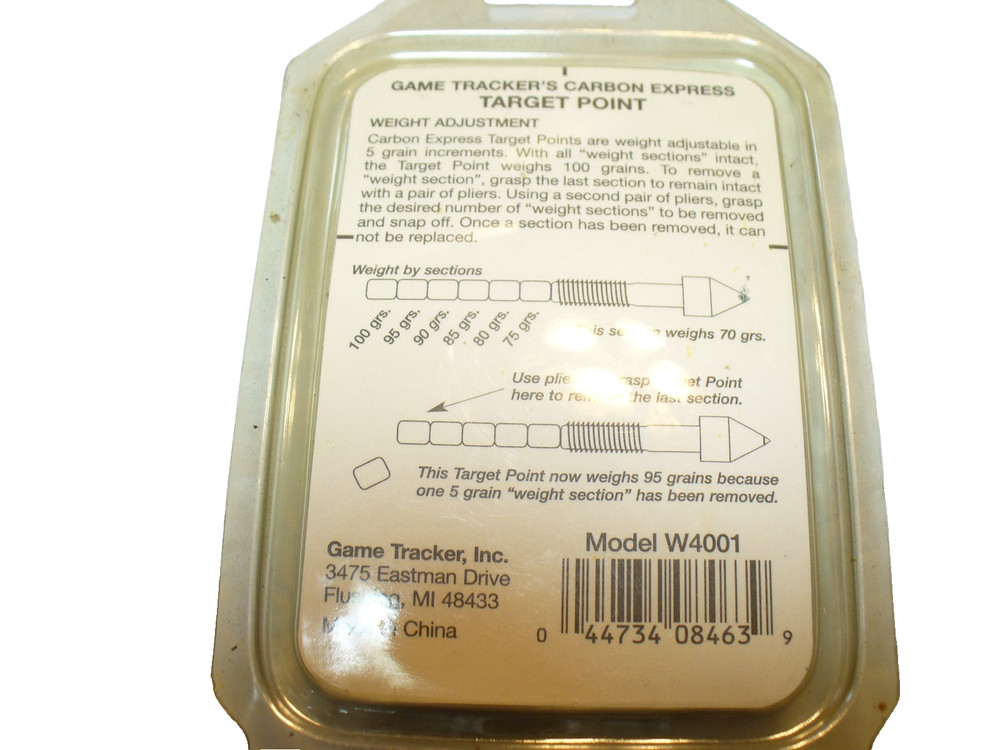 GAME TRACKER'S CARBON EXPRESS
TARGET POINT
WEIGHT ADJUSTMENT
Carbon Express Target Points are weight adjustable in
5 grain increments. With all "weight sections" intact,
the Target Point weighs 100 grains. To remove a
"weight section", grasp the last section to remain intact
with a pair of pliers. Using a second pair of pliers, grasp
the desired number of "weight sections" to be removed
and snap off. Once a section has been removed, it can
not be replaced.
Weight by sections
100 grs.
95 grs.
90 grs.
85 grs.
80 grs.
75 grs.
weighs 70 grs.
Use Point
here to the last section.
This Target Point now weighs 95 grains because
one 5 grain "weight section" has been removed.
Game Tracker, Inc.
3475 Eastman Drive
Flushing, MI 48433
China
Model W4001
0 44734 08463 9